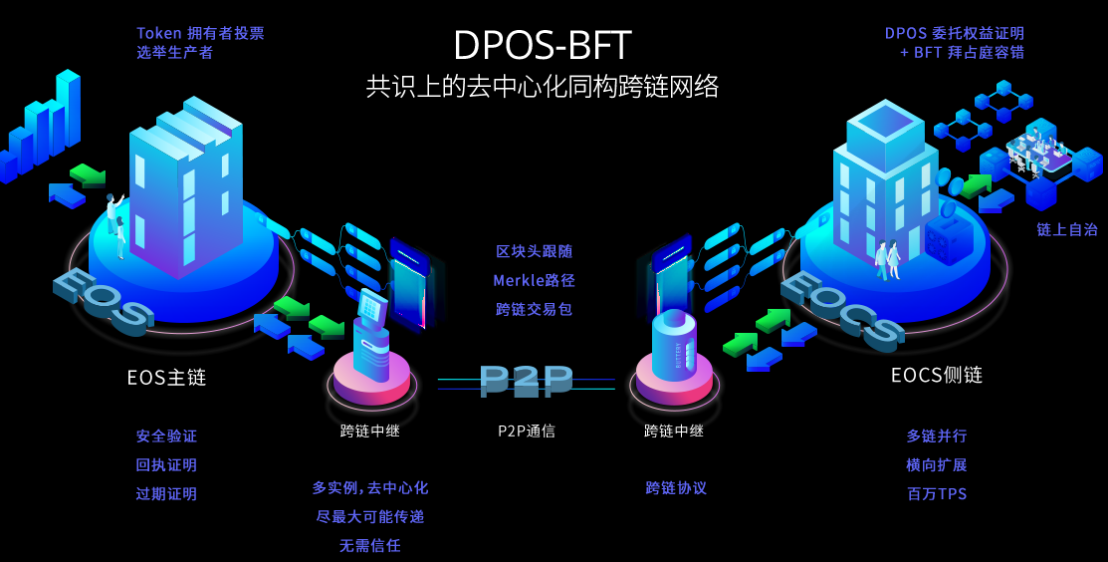 Token 拥有者投票
选举生产者
DPOS-BFT
共识上的去中心化同构跨链网络
DPOS 委托权益证明
+ BFT 拜占庭容错
链上自治
区块头跟随
Merkle路径
跨链交易包
EOS
EOCS
BUTTERY
P2P
EOS主链
EOCS侧链
跨链中继
P2P通信
跨链中继
安全验证
回执证明
过期证明
多实例，去中心化
尽最大可能传递
无需信任
跨链协议
多链并行
横向扩展
百万TPS